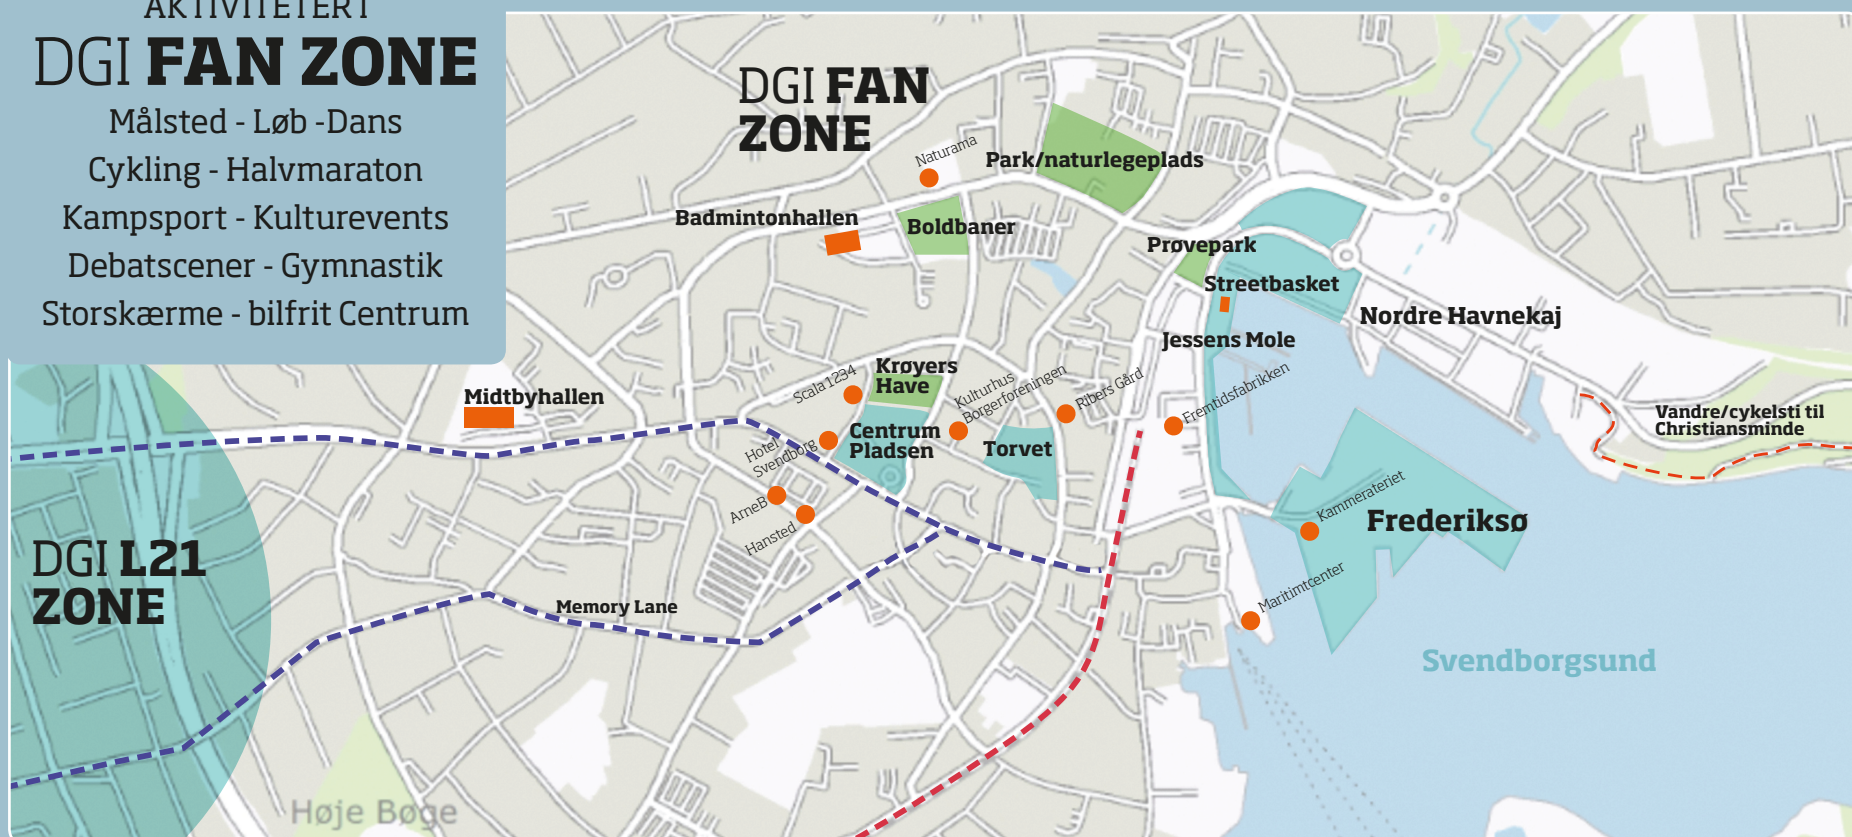 AKTIVITETER I
DGI FAN ZONE
Målsted - Løb -Dans
Cykling - Halvmaraton
Kampsport - Kulturevents
Debatscener - Gymnastik
Storskærme - bilfrit Centrum
DGI FAN
ZONE
Naturama
Park/naturlegeplads
Badmintonhallen
Boldbaner
Prøvepark
Streetbasket
Nordre Havnekaj
Jessens Mole
Krøyers
Have
Scala 1234
Kulturhus
Borgerforeningen
Ribers Gård
Fremtidsfabrikken
Midtbyhallen
Vandre/cykelsti til
Christiansminde
Centrum
Pladsen
Torvet
Hotel
Svendborg
ArneB
Hansted
Kammerateriet
Frederiksø
DGI L21
ZONE
Maritimtcenter
Memory Lane
Svendborgsund
Høje Bøge